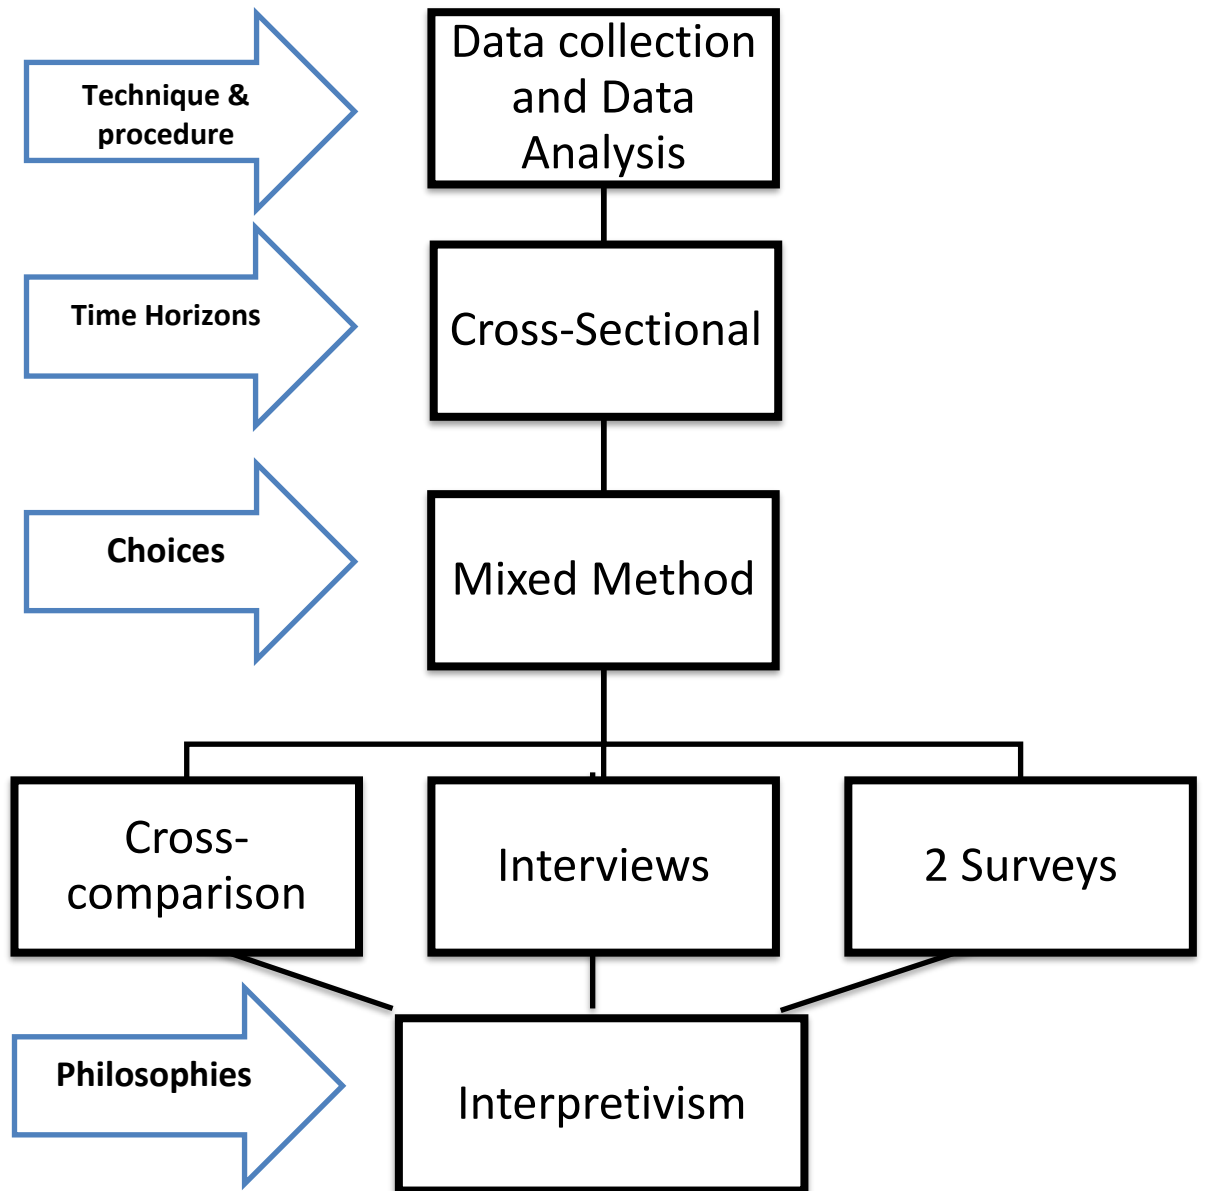 Technique &
procedure
Data collection
and Data
Analysis
Time Horizons
Cross-Sectional
Choices
Mixed Method
Cross-
comparison
Interviews
2 Surveys
Philosophies
Interpretivism